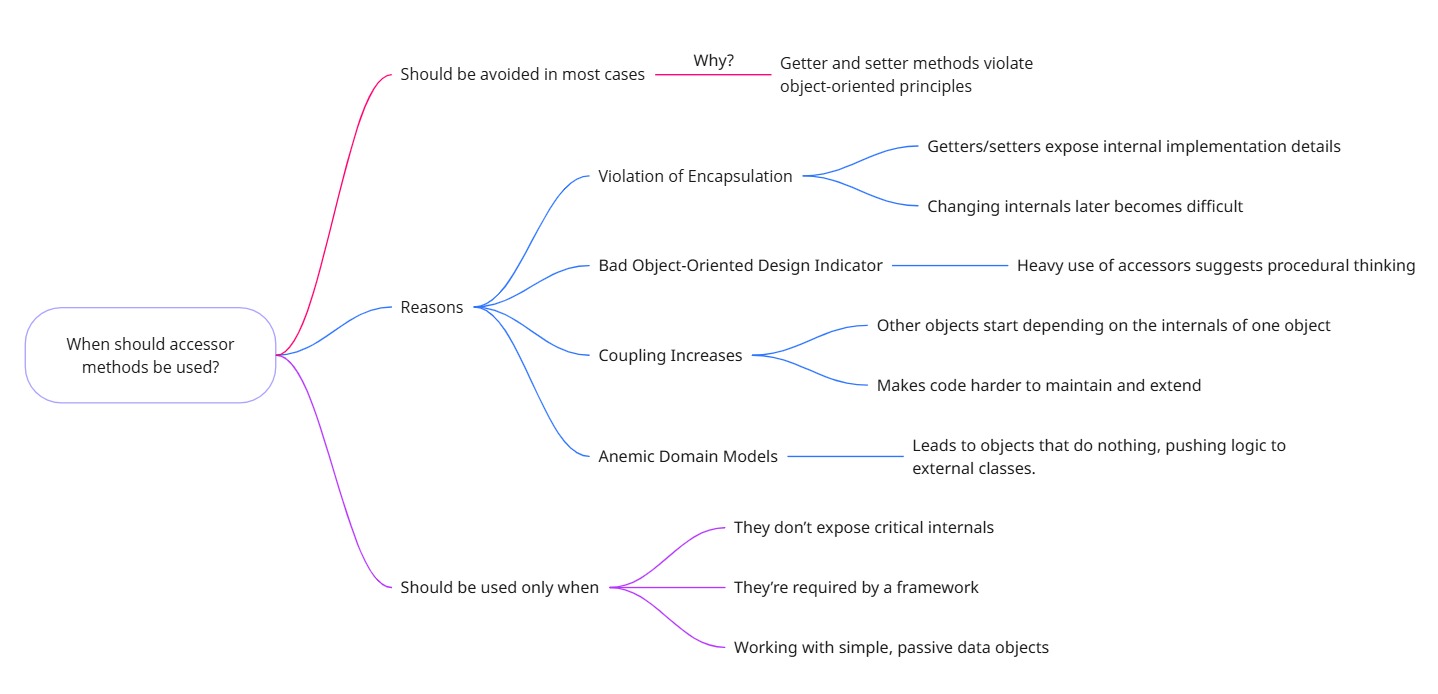 When should accessor
methods be used?
Should be avoided in most cases
Why?
Getter and setter methods violate
object-oriented principles
Reasons
Violation of Encapsulation
Getters/setters expose internal implementation details
Changing internals later becomes difficult
Bad Object-Oriented Design Indicator
Heavy use of accessors suggests procedural thinking
Coupling Increases
Other objects start depending on the internals of one object
Makes code harder to maintain and extend
Anemic Domain Models
Leads to objects that do nothing, pushing logic to
external classes.
Should be used only when
They don’t expose critical internals
They’re required by a framework
Working with simple, passive data objects